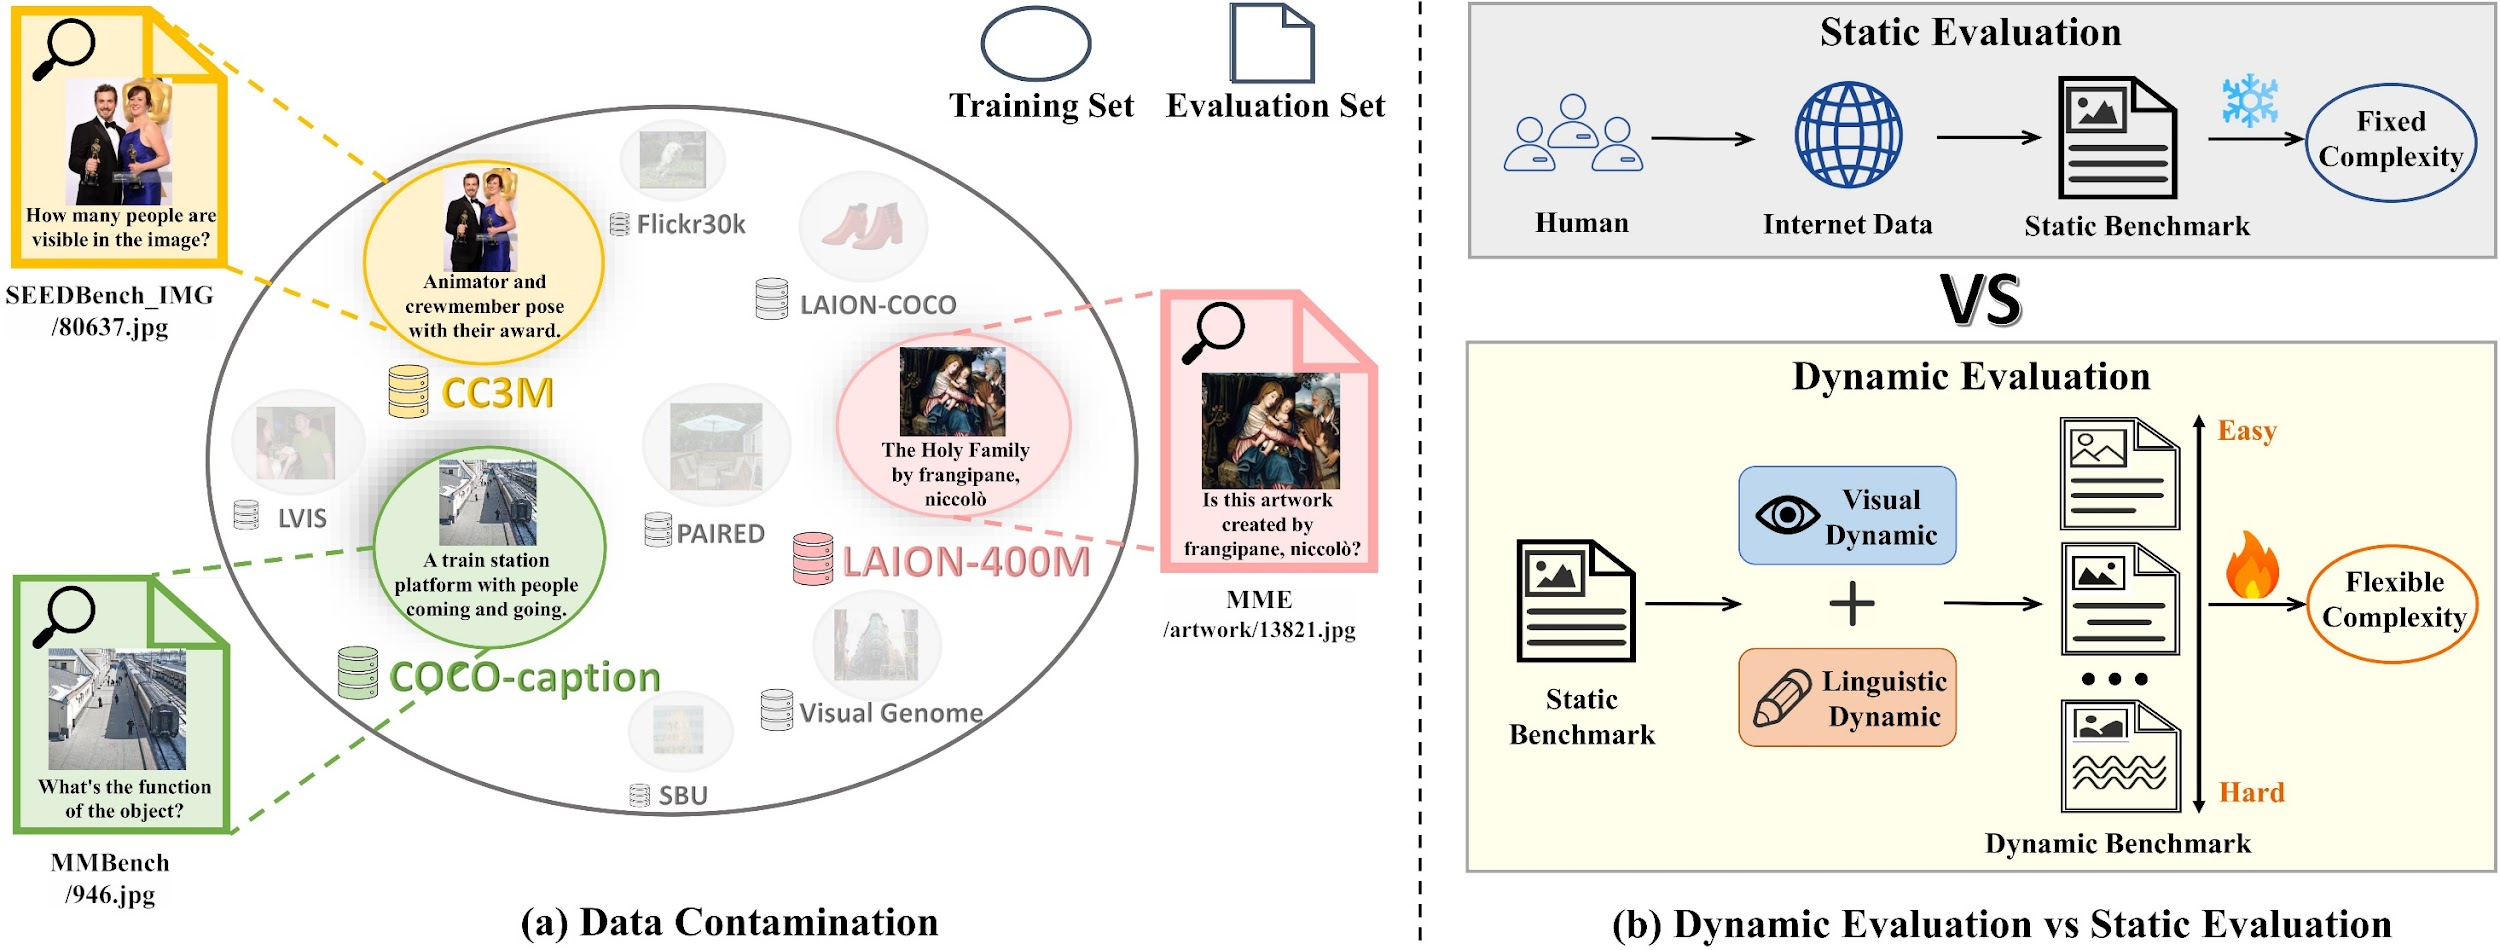 Training Set
Evaluation Set
How many people are
visible in the image?
SEEDBench_IMG
/80637.jpg
Animator and
crewmember pose
with their award.
CC3M
Flickr30k
LAION-COCO
The Holy Family
by frangipane,
niccolò
LAION-400M
Is this artwork
created by
frangipane, niccolò?
MME
/artwork/13821.jpg
LVIS
PAIRED
A train station
platform with people
coming and going.
COCO-caption
Visual Genome
SBU
What's the function
of the object?
MMBench
/946.jpg
(a) Data Contamination
Static Evaluation
Human
Internet Data
Static Benchmark
Fixed
Complexity
VS
Dynamic Evaluation
Static
Benchmark
Visual
Dynamic
+
Linguistic
Dynamic
Easy
Hard
Dynamic Benchmark
Flexible
Complexity
(b) Dynamic Evaluation vs Static Evaluation